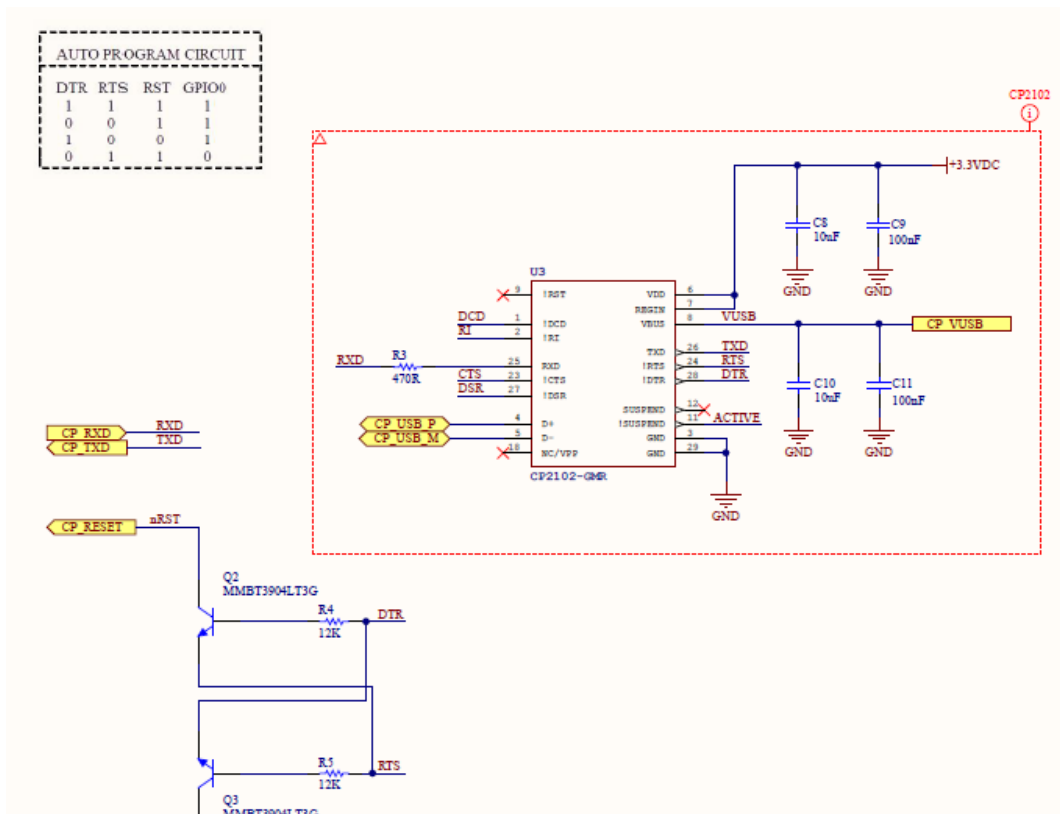 AUTO PROGRAM CIRCUIT
DTR RTS RST GPIO0
1 1 1 1
0 0 1 1
1 0 0 1
0 1 1 0
CP2102
i
+3.3VDC
C8
10nF
C9
100nF
GND
GND
U3
9 !RST
VDD 6
REGIN 7
DCD 1 !DCD
VBUS 8 VUSB
CP_VUSB
RI 2 !RI
TXD 26 TXD
RXD R3 470R 25 RXD
!RTS 24 RTS
CTS 23 !CTS
!DTR 28 DTR
DSR 27 !DSR
C10
10nF
C11
100nF
SUSPEND 12
CP_USB_P 4 D+
!SUSPEND 11 ACTIVE
CP_USB_M 5 D-
GND 3
18 NC/VPP
GND 29
GND
GND
CP2102-GMR
GND
CP_RXD RXD
CP_TXD TXD
CP_RESET nRST
Q2
MMBT3904LT3G
R4
12K
DTR
R5
12K
RTS
Q3
MMBT3904LT3G